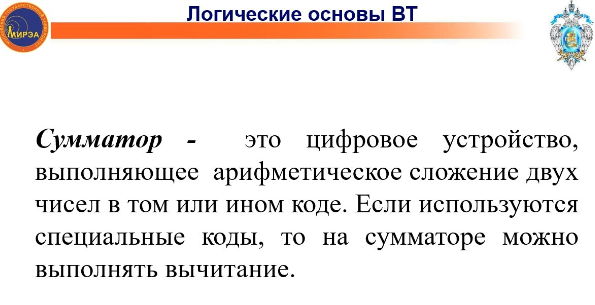 Логические основы ВТ
МИРЭА
Сумматор - это цифровое устройство,
выполняющее арифметическое сложение двух
чисел в том или ином коде. Если используются
специальные коды, то на сумматоре можно
выполнять вычитание.